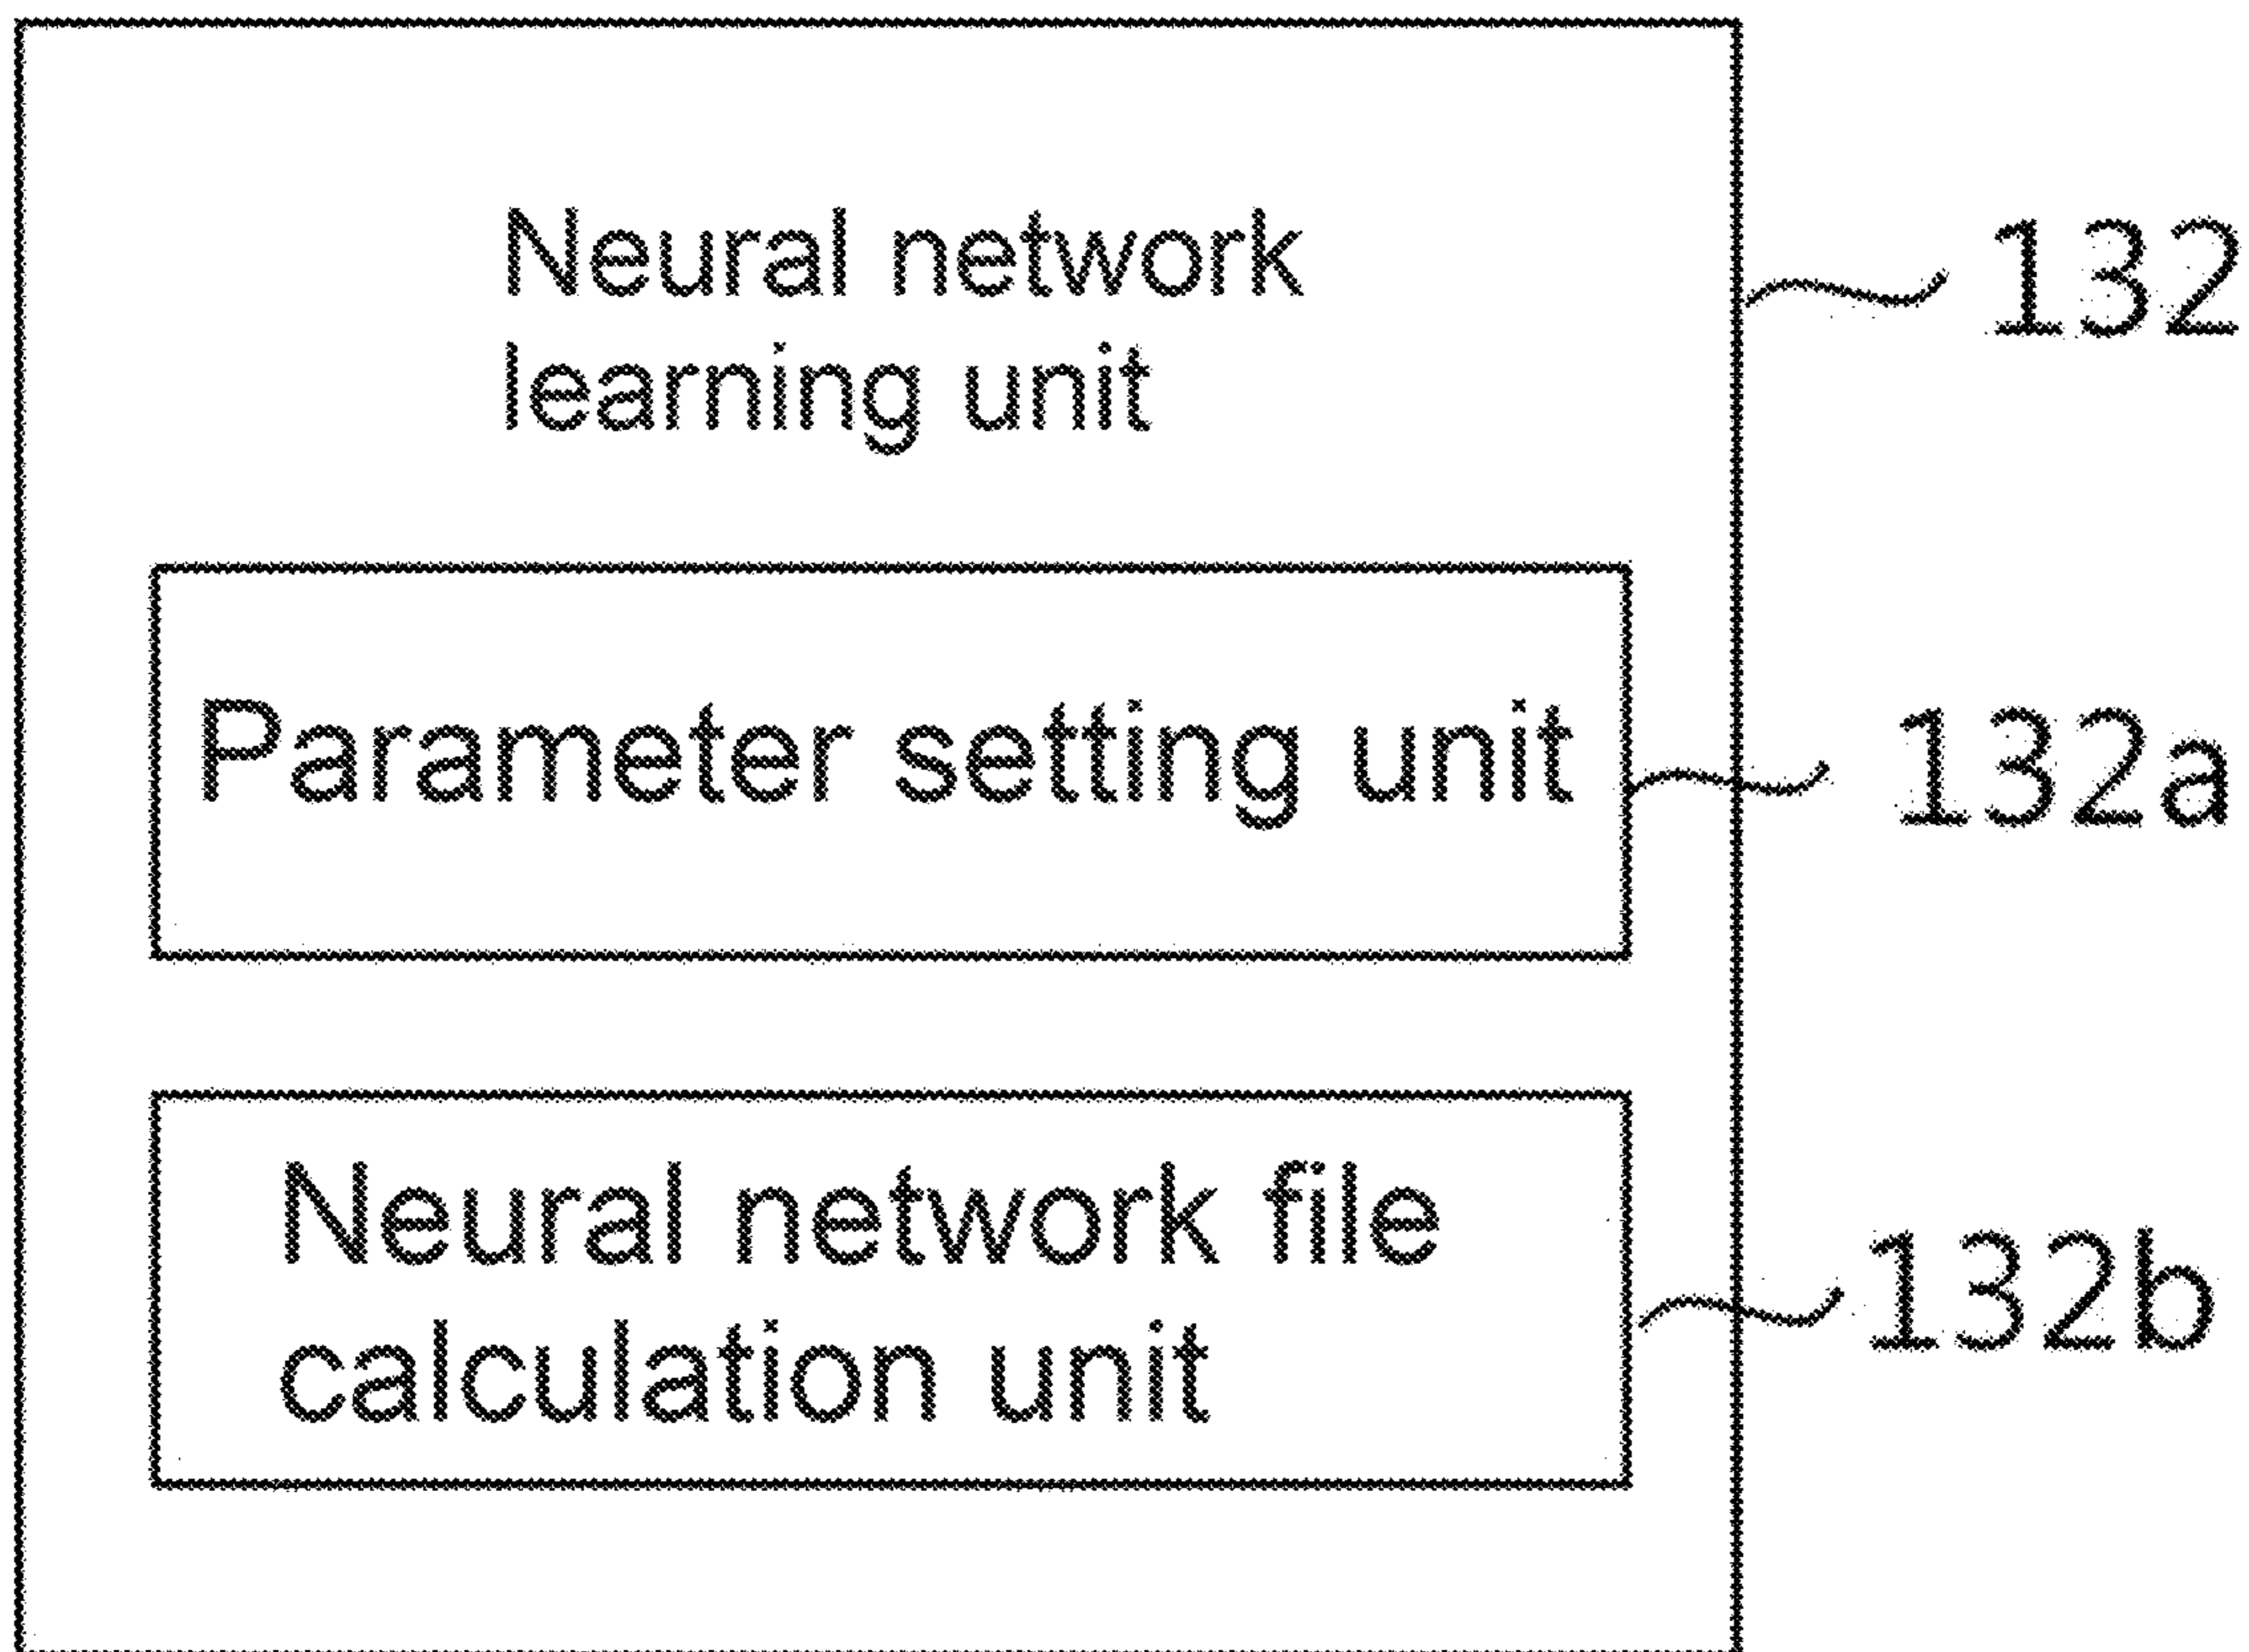 Neural network
learning unit
132
Parameter setting unit
132a
Neural network file
calculation unit
132b